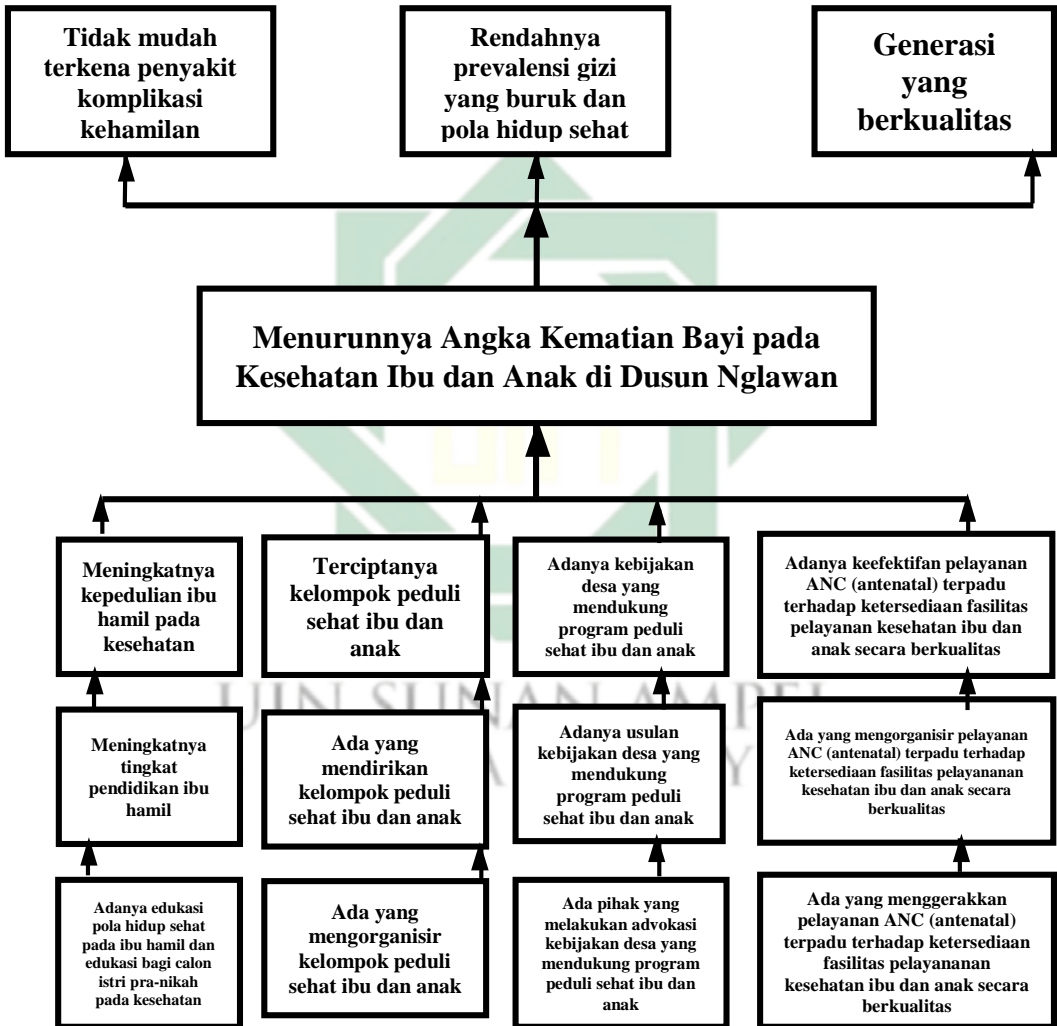 Tidak mudah
terkena penyakit
komplikasi
kehamilan
Rendahnya
prevalensi gizi
yang buruk dan
pola hidup sehat
Generasi
yang
berkualitas
Menurunnya Angka Kematian Bayi pada
Kesehatan Ibu dan Anak di Dusun Nglawan
Meningkatnya
kepedulian ibu
hamil pada
kesehatan
Terciptanya
kelompok peduli
sehat ibu dan
anak
Adanya kebijakan
desa yang
mendukung
program peduli
sehat ibu dan anak
Adanya keefektifan pelayanan
ANC (antenatal) terpadu
terhadap ketersediaan fasilitas
pelayanan kesehatan ibu dan
anak secara berkualitas
UIN SUNAN AMPEL
Meningkatnya
tingkat
pendidikan ibu
hamil
Ada yang
mendirikan
kelompok peduli
sehat ibu dan anak
Adanya usulan
kebijakan desa yang
mendukung
program peduli
sehat ibu dan anak
Ada yang mengorganisir pelayanan
ANC (antenatal) terpadu terhadap
ketersediaan fasilitas pelayananan
kesehatan ibu dan anak secara
berkualitas
Adanya edukasi
pola hidup sehat
pada ibu hamil dan
edukasi bagi calon
istri pra-nikah
pada kesehatan
Ada yang
mengorganisir
kelompok peduli
sehat ibu dan anak
Ada pihak yang
melakukan advokasi
kebijakan desa yang
mendukung program
peduli sehat ibu dan
anak
Ada yang menggerakkan
pelayanan ANC (antenatal)
terpadu terhadap ketersediaan
fasilitas pelayananan
kesehatan ibu dan anak secara
berkualitas